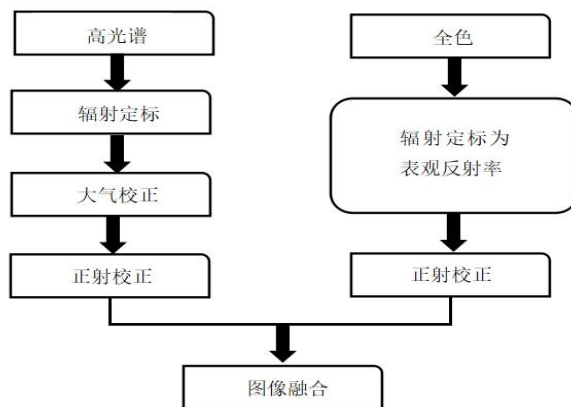 高光谱
全色
辐射定标
辐射定标为
表观反射率
大气校正
正射校正
正射校正
图像融合